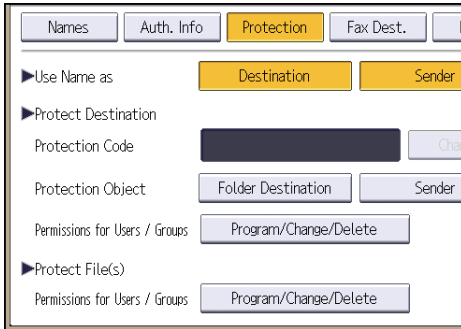 Names Auth. Info Protection Fax Dest.
►Use Name as Destination Sender
►Protect Destination
Protection Code Cha
Protection Object Folder Destination Sender
Permissions for Users / Groups Program/Change/Delete
►Protect File(s)
Permissions for Users / Groups Program/Change/Delete